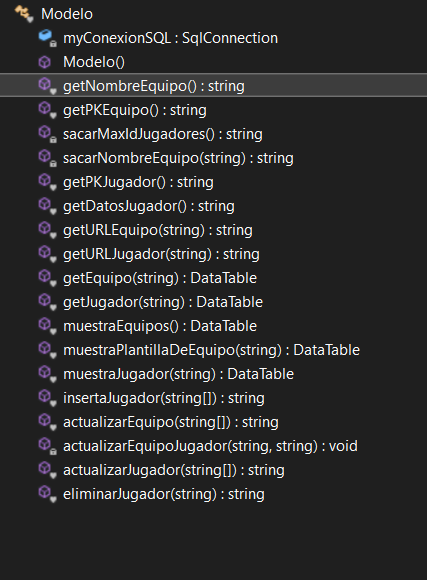 Modelo
myConexionSQL : SqlConnection
Modelo()
getNombreEquipo() : string
getPKEquipo() : string
sacarMaxIdJugadores() : string
sacarNombreEquipo(string) : string
getPKJugador() : string
getDatosJugador() : string
getURLEquipo(string) : string
getURLJugador(string) : string
getEquipo(string) : DataTable
getJugador(string) : DataTable
muestraEquipos() : DataTable
muestraPlantillaDeEquipo(string) : DataTable
muestraJugador(string) : DataTable
insertaJugador(string[]) : string
actualizarEquipo(string[]) : string
actualizarEquipoJugador(string, string) : void
actualizarJugador(string[]) : string
eliminarJugador(string) : string